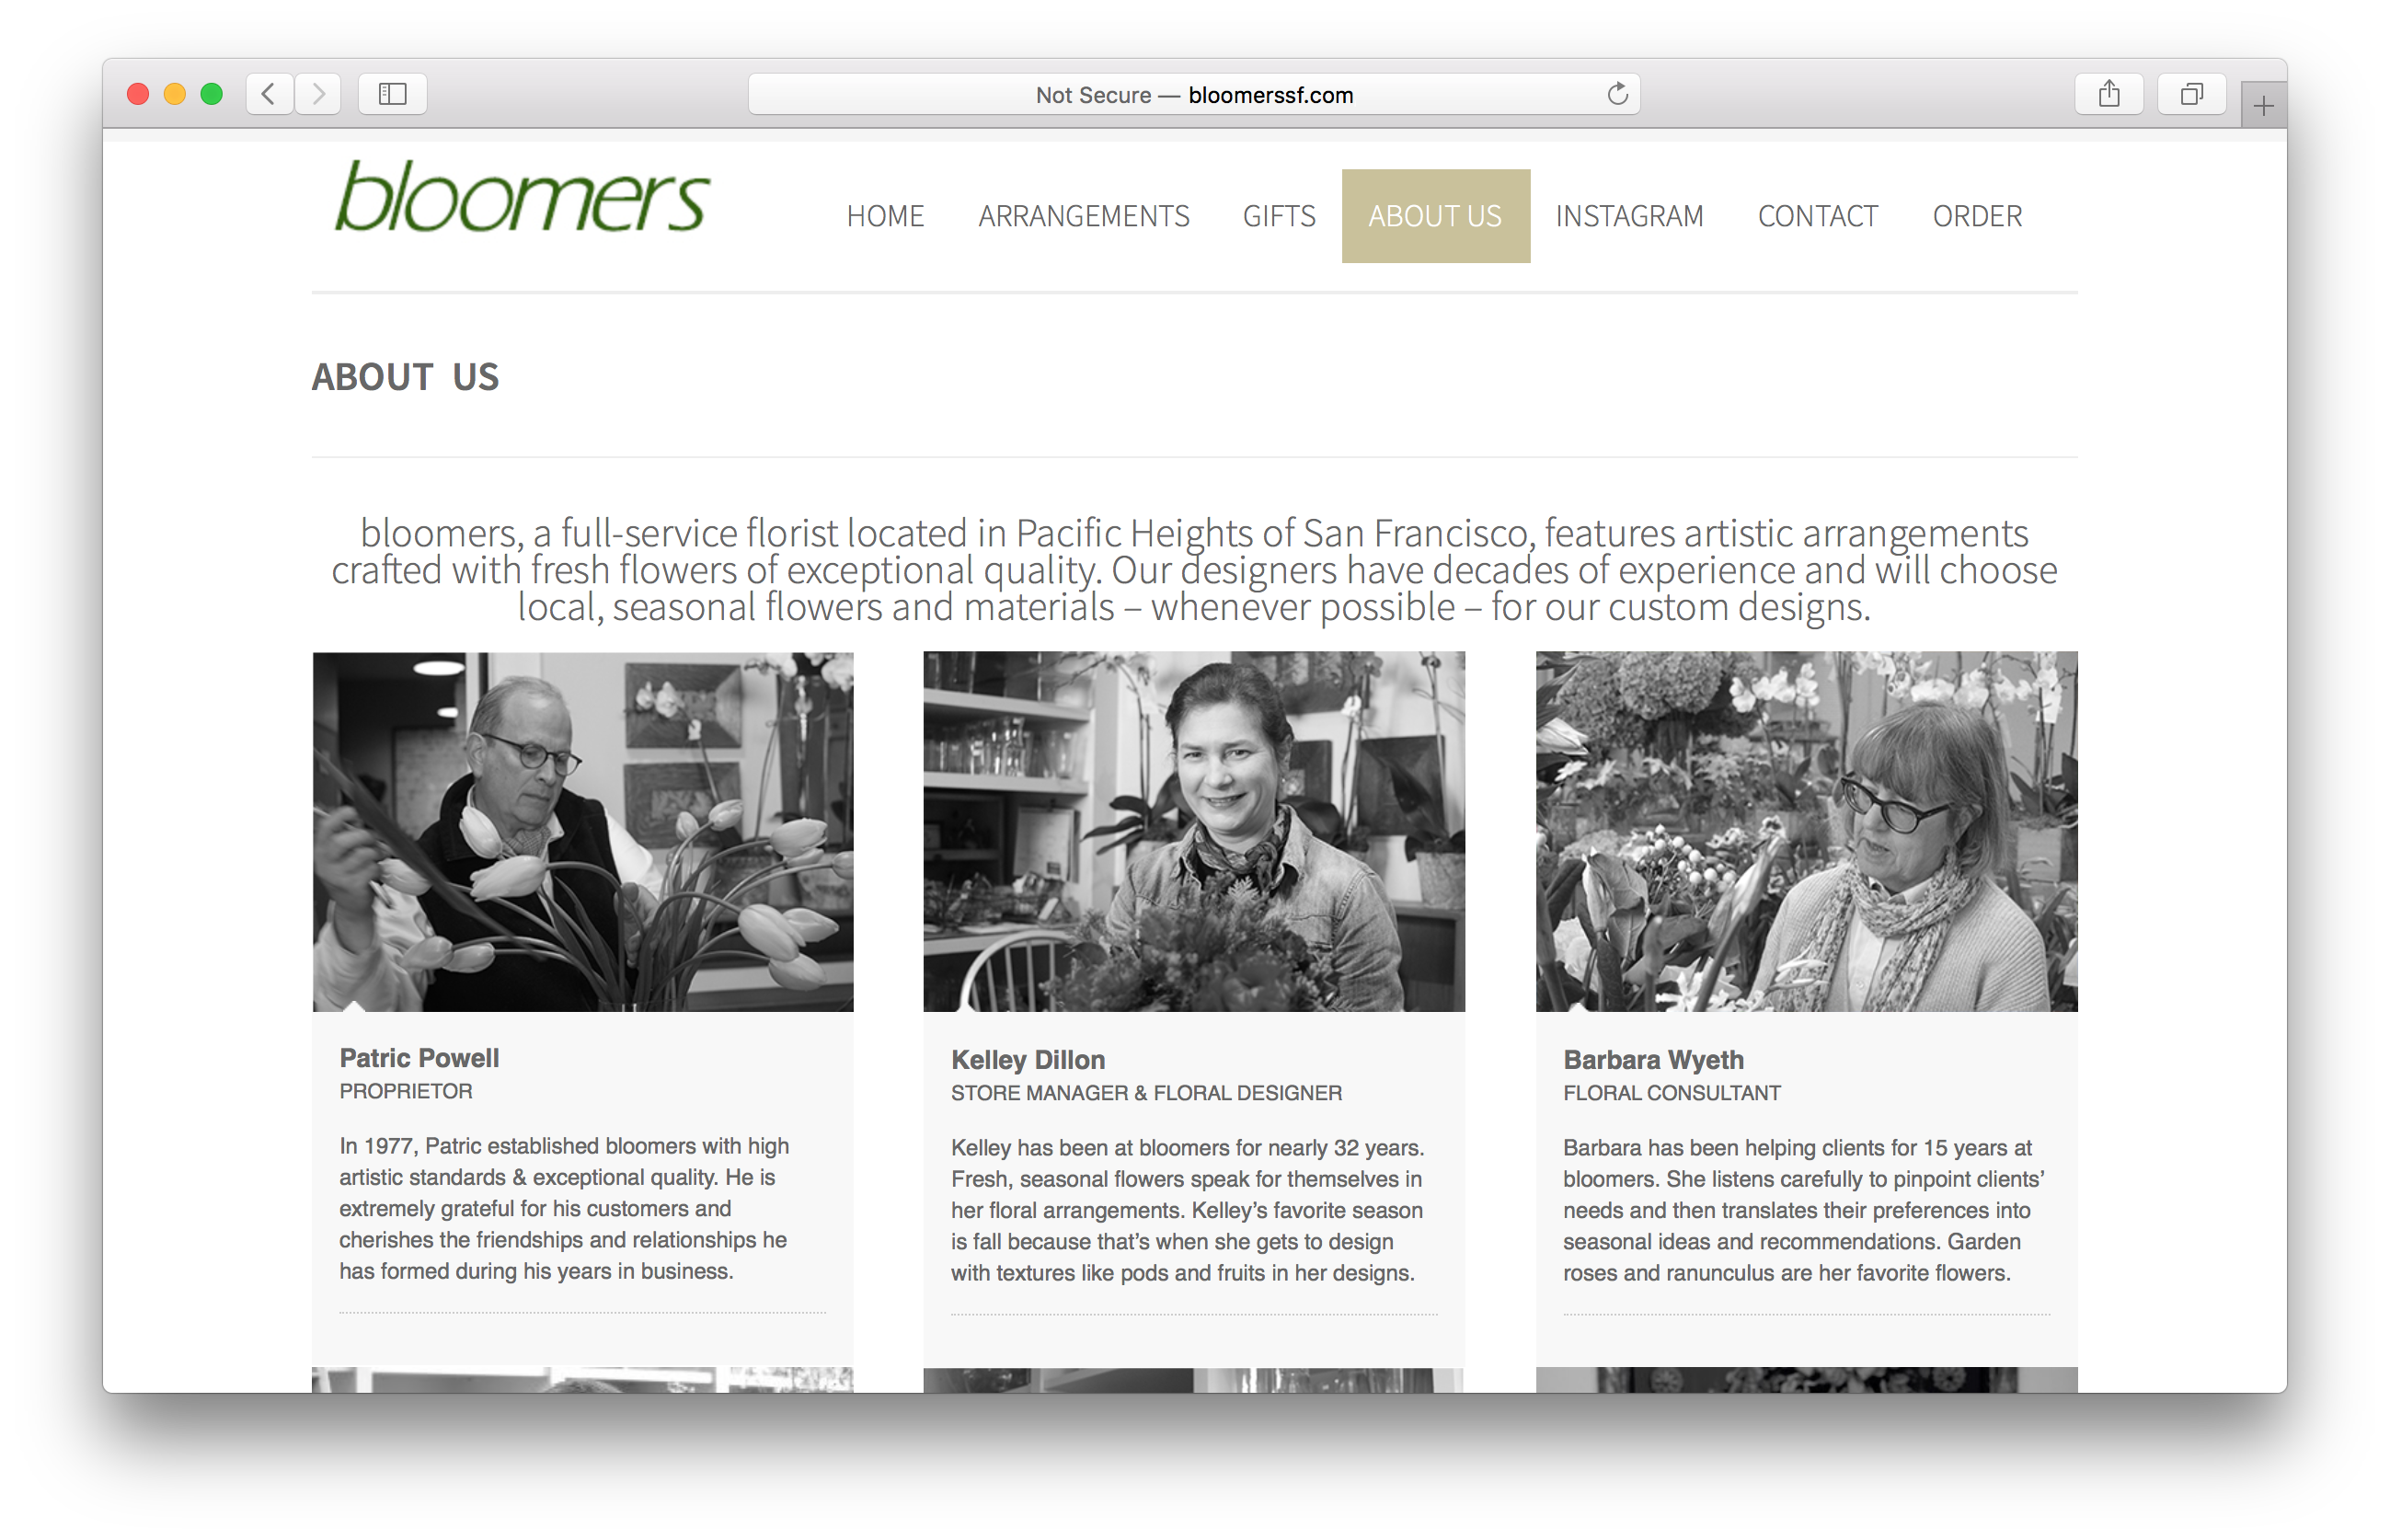 Not Secure — bloomerssf.com
bloomers
HOME ARRANGEMENTS GIFTS ABOUT US INSTAGRAM CONTACT ORDER
ABOUT US
bloomers, a full-service florist located in Pacific Heights of San Francisco, features artistic arrangements
crafted with fresh flowers of exceptional quality. Our designers have decades of experience and will choose
local, seasonal flowers and materials – whenever possible – for our custom designs.
Patric Powell
PROPRIETOR
In 1977, Patric established bloomers with high
artistic standards & exceptional quality. He is
extremely grateful for his customers and
cherishes the friendships and relationships he
has formed during his years in business.
Kelley Dillon
STORE MANAGER & FLORAL DESIGNER
Kelley has been at bloomers for nearly 32 years.
Fresh, seasonal flowers speak for themselves in
her floral arrangements. Kelley’s favorite season
is fall because that’s when she gets to design
with textures like pods and fruits in her designs.
Barbara Wyeth
FLORAL CONSULTANT
Barbara has been helping clients for 15 years at
bloomers. She listens carefully to pinpoint clients’
needs and then translates their preferences into
seasonal ideas and recommendations. Garden
roses and ranunculus are her favorite flowers.